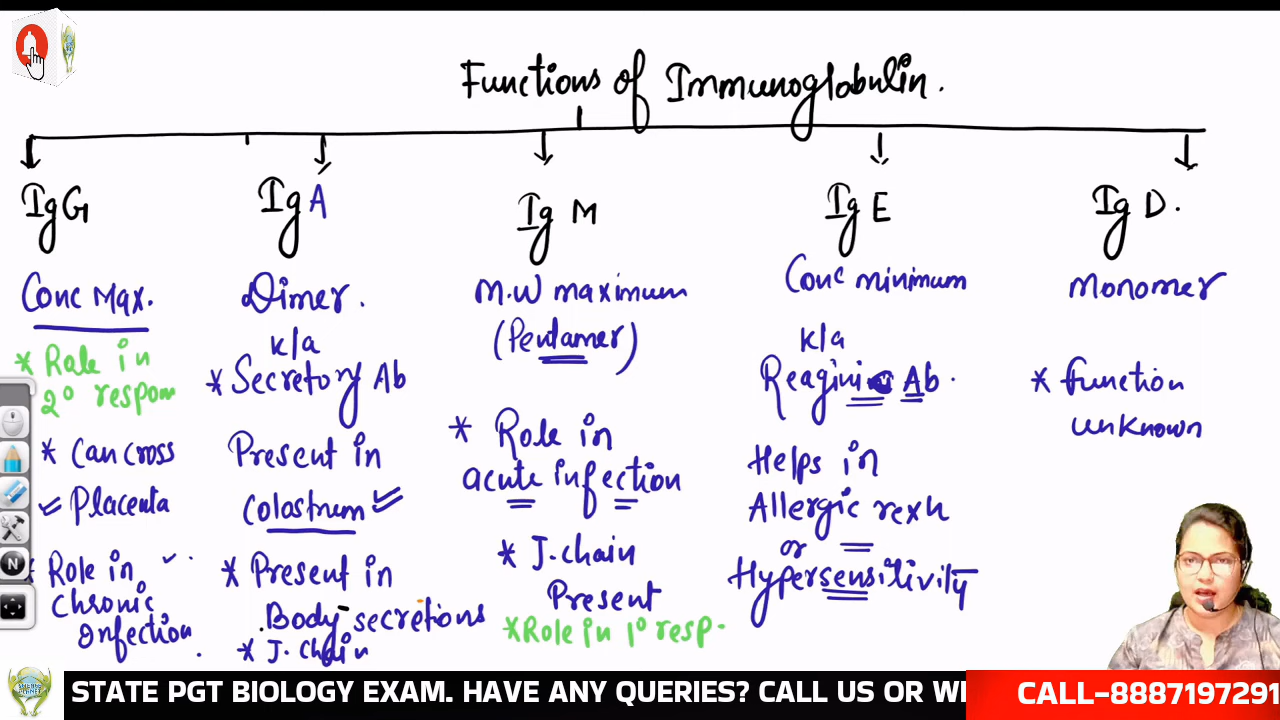 Functions of Immunoglobulin.
IgG
Conc Max.
* Role in
2° respon
* Can cross
Placenta
* Role in
Chronic
Infection
Ig A
Dimer.
k/a
* Secretory Ab
Present in
Colostrum
* Present in
Body secretions
* J. chain
Ig M
M.W maximum
(Pentamer)
* Role in
acute infection
* J. chain
Present
* Role in 1° resp.
Ig E
Conc minimum
k/a
Reagini Ab.
Helps in
Allergic rexn
or
Hypersensitivity
Ig D.
Monomer
* function
unknown
N
STATE PGT BIOLOGY EXAM. HAVE ANY QUERIES? CALL US OR W
CALL-8887197291